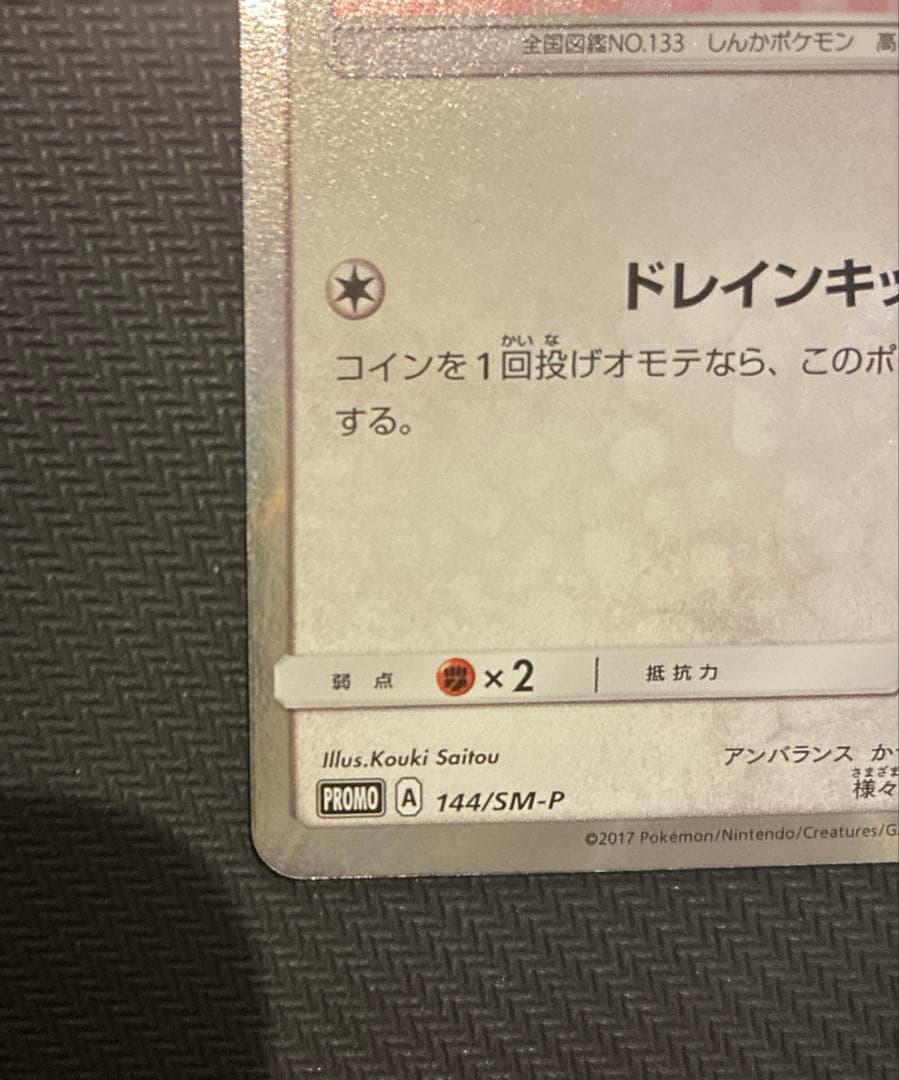 全国図鑑NO.133 しんかポケモン 高
ドレインキッ
かい な
コインを1回投げオモテなら、このポ
する。
弱点 ×2 抵抗力
Illus.Kouki Saitou
アンバランス か
さまざま
様々
PROMO A 144/SM-P
©2017 Pokémon/Nintendo/Creatures/G